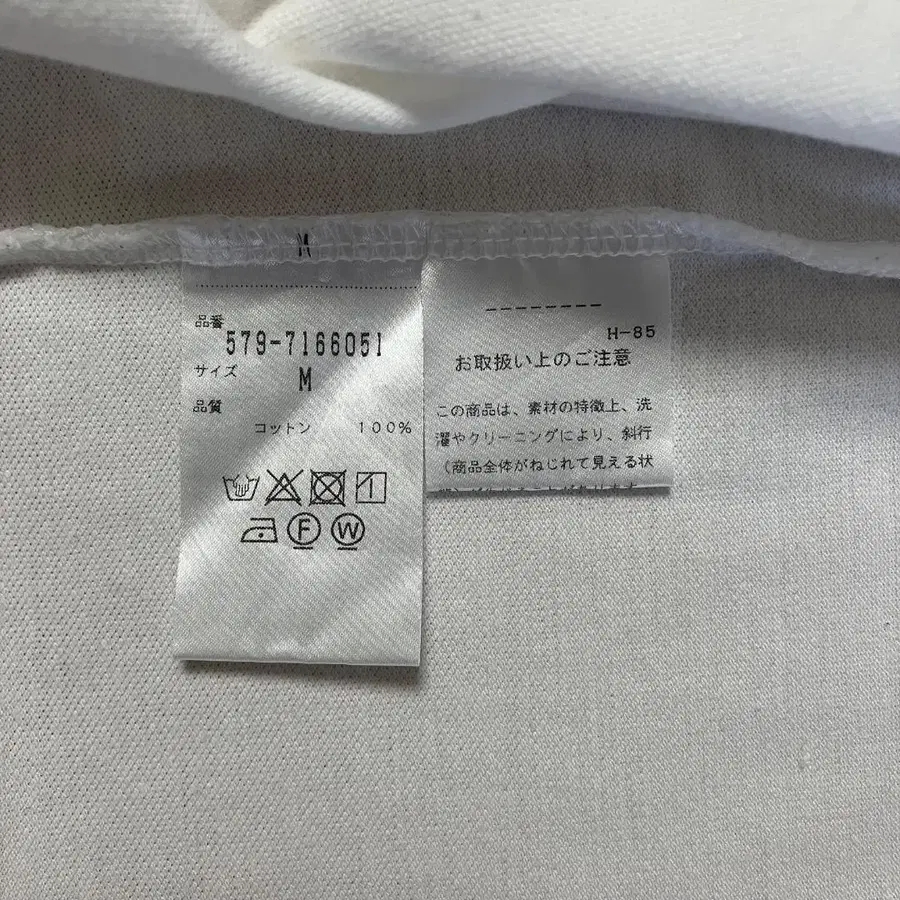 M
品番
579-7166051
サイズ
M
品質
コットン 100%
F W
--------
H-85
お取扱い上のご注意
この商品は、素材の特徴上、洗
濯やクリーニングにより、斜行
(商品全体がねじれて見える状